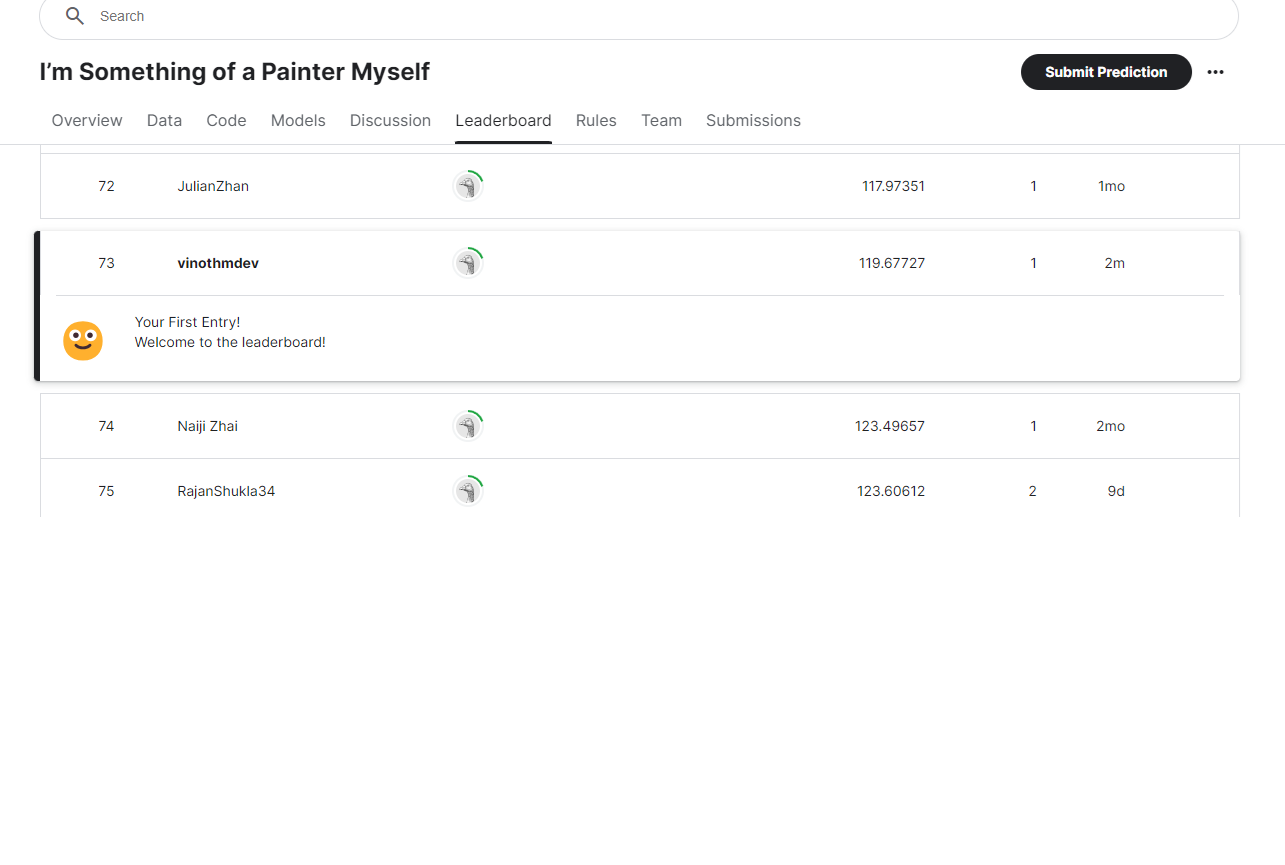 Search
I’m Something of a Painter Myself
Submit Prediction
Overview Data Code Models Discussion Leaderboard Rules Team Submissions
72 JulianZhan 117.97351 1 1mo
73 vinothmdev 119.67727 1 2m
Your First Entry!
Welcome to the leaderboard!
74 Naiji Zhai 123.49657 1 2mo
75 RajanShukla34 123.60612 2 9d